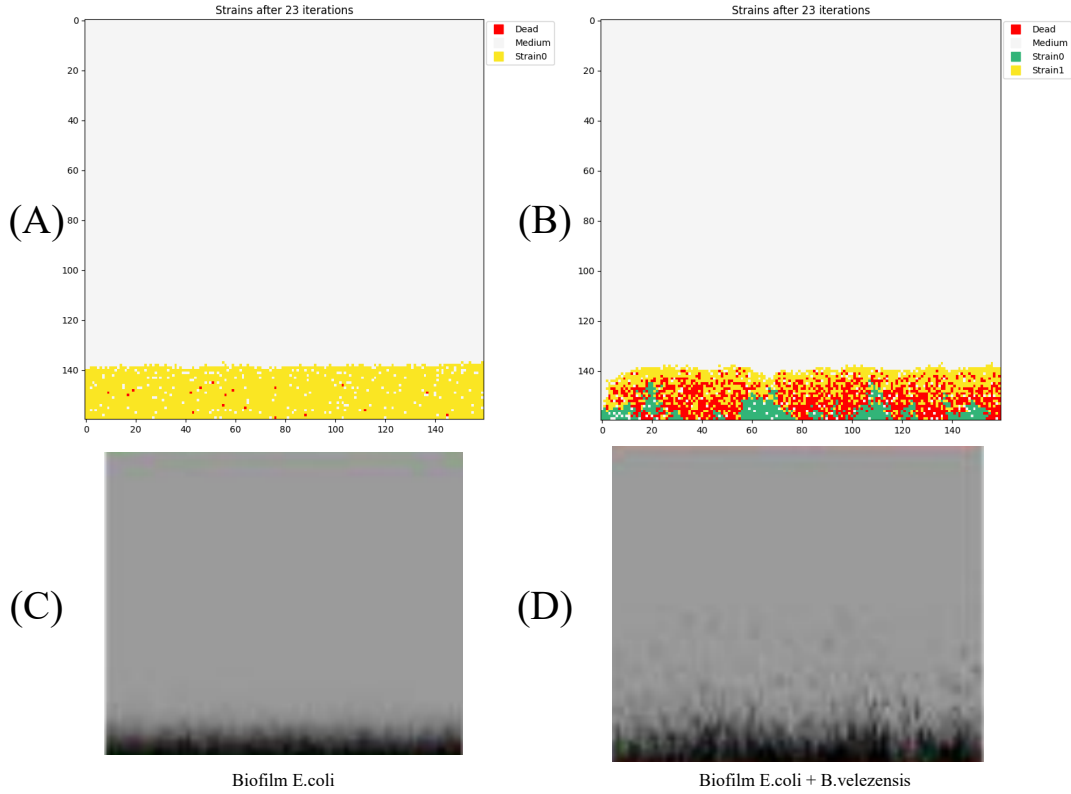 Strains after 23 iterations
Dead
Medium
Strain0
0
20
40
60
80
100
120
140
0 20 40 60 80 100 120 140
(A)
Strains after 23 iterations
Dead
Medium
Strain0
Strain1
0
20
40
60
80
100
120
140
0 20 40 60 80 100 120 140
(B)
(C)
Biofilm E.coli
(D)
Biofilm E.coli + B.velezensis